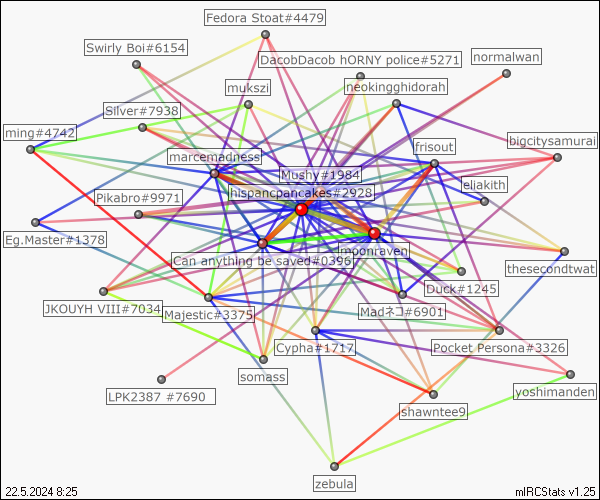 Fedora Stoat#4479
Swirly Boi#6154
DacobDacob hORNY police#5271
normalwan
mukszi
neokingghidorah
Silver#7938
ming#4742
bigcitysamurai
frisout
marcemadness
Mushy#1984
eliakith
hispancpancakes#2928
Pikabro#9971
Eg.Master#1378
Imponraven
Can anything be saved#0396
thesecondtwat
Duck#1245
JKOUYH VIII#7034
Majestic#3375
Madネコ#6901
Cypha#1717
Pocket Persona#3326
somass
LPK2387 #7690
yoshimanden
shawntee9
zebula
22.5.2024 8:25
mIRCStats v1.25